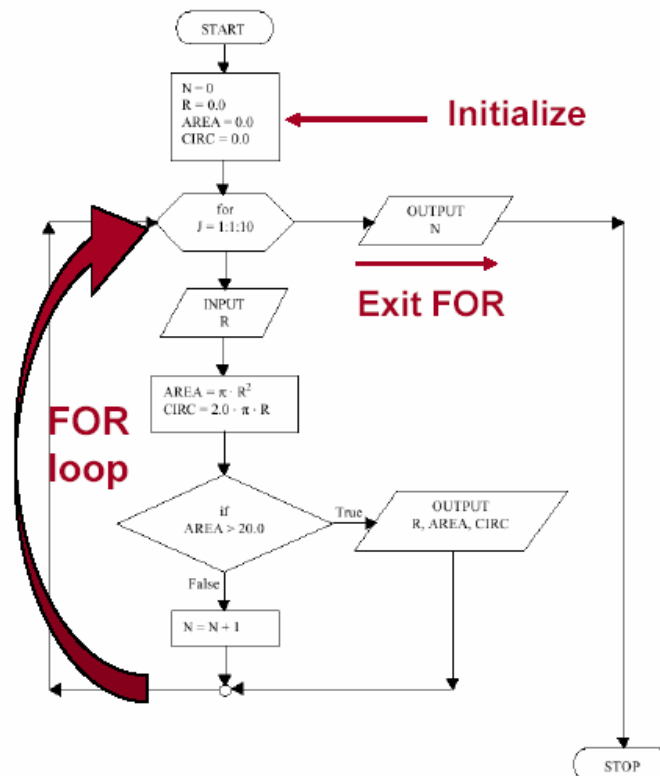 START
N = 0
R = 0.0
AREA = 0.0
CIRC = 0.0
Initialize
for
J = 1:1:10
OUTPUT
N
Exit FOR
INPUT
R
AREA = π · R²
CIRC = 2.0 · π · R
FOR
loop
if
AREA > 20.0
True
OUTPUT
R, AREA, CIRC
False
N = N + 1
STOP